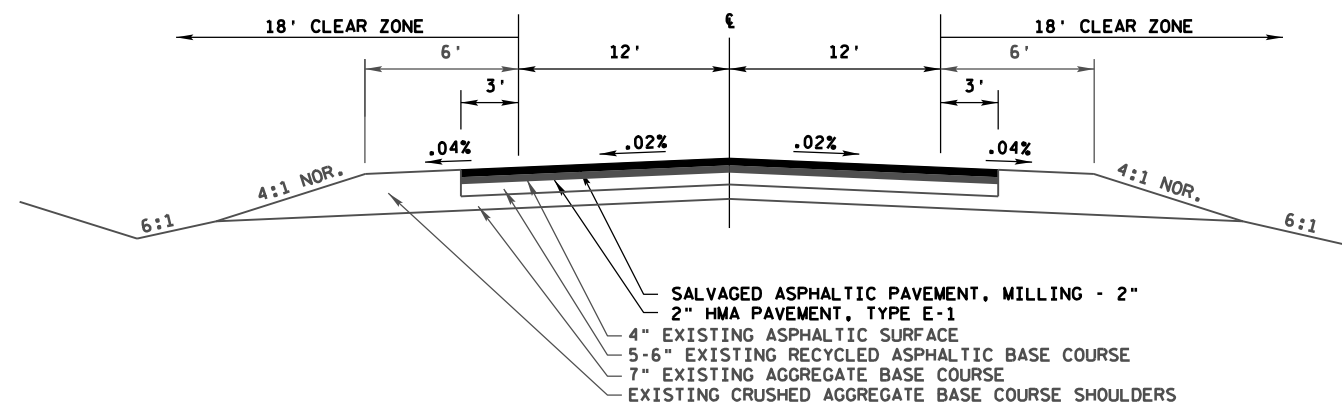 ℄
18' CLEAR ZONE
18' CLEAR ZONE
6'
12'
12'
6'
3'
3'
.04%
.02%
.02%
.04%
4:1 NOR.
4:1 NOR.
6:1
6:1
SALVAGED ASPHALTIC PAVEMENT, MILLING - 2"
2" HMA PAVEMENT, TYPE E-1
4" EXISTING ASPHALTIC SURFACE
5-6" EXISTING RECYCLED ASPHALTIC BASE COURSE
7" EXISTING AGGREGATE BASE COURSE
EXISTING CRUSHED AGGREGATE BASE COURSE SHOULDERS